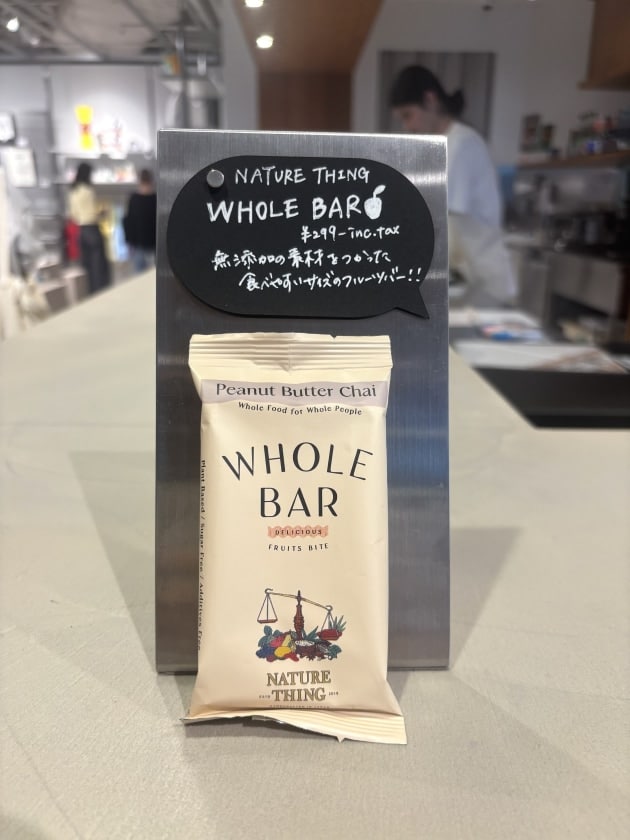 NATURE THING
WHOLE BAR
¥299-inc.tax
無添加の素材をつかった
食べやすいサイズのフルーツバー!!
Peanut Butter Chai
Whole Food for Whole People
WHOLE
BAR
DELICIOUS
FRUITS BITE
Plant Based / Sugar Free / Additives Free
NATURE
THING